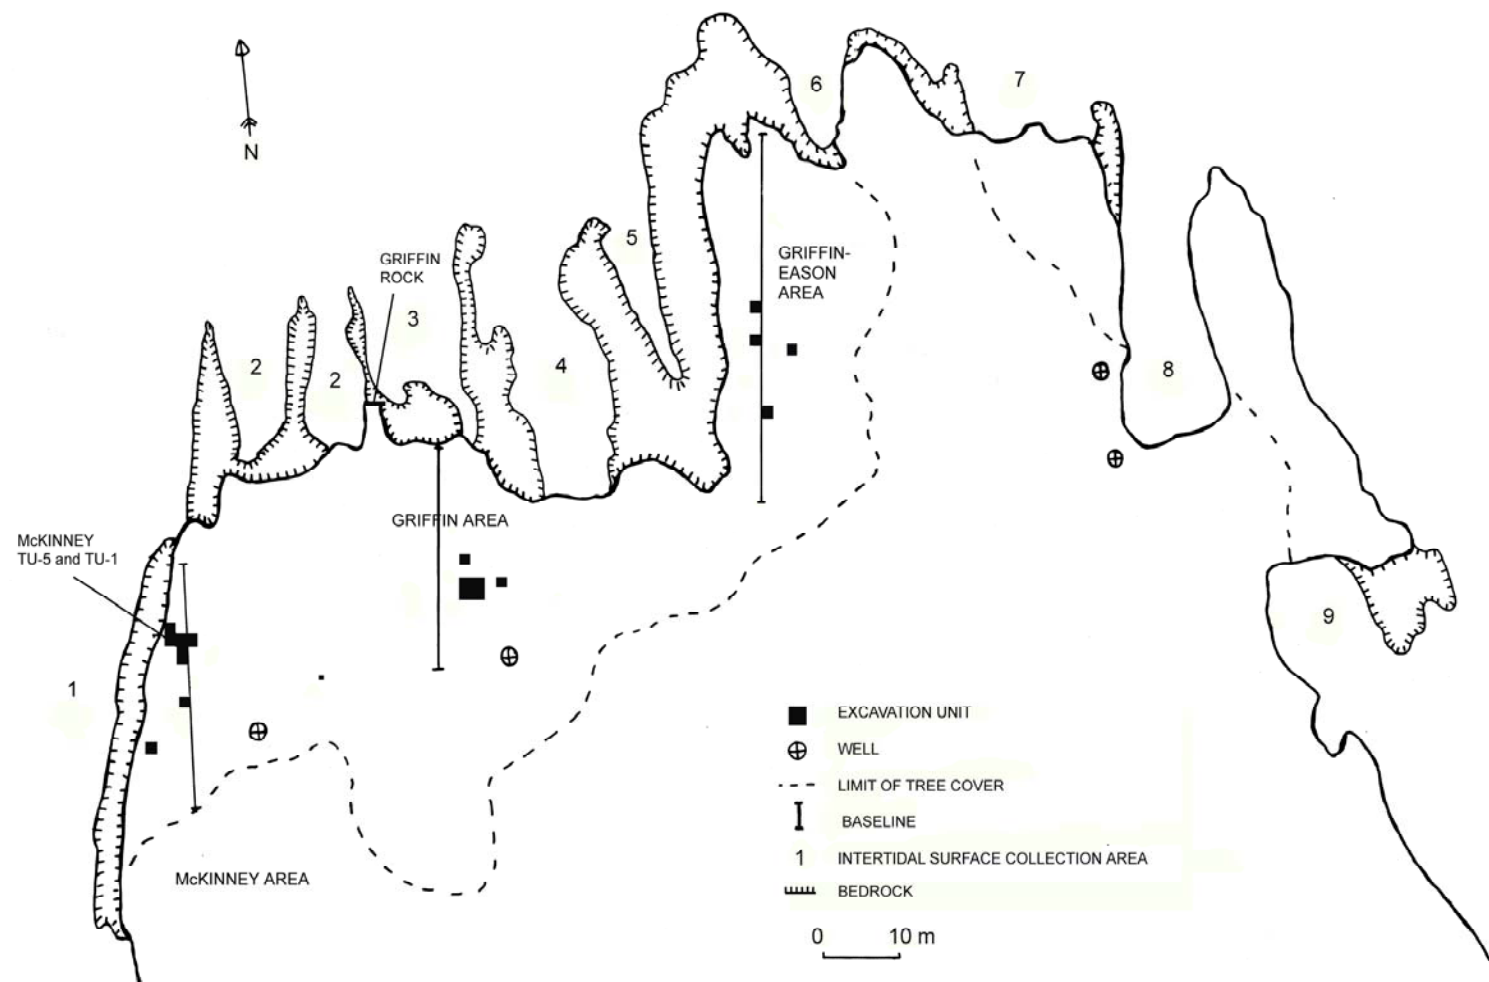 6
7
N
GRIFFIN
ROCK
5
GRIFFIN-
EASON
AREA
3
2
2
4
8
GRIFFIN AREA
McKINNEY
TU-5 and TU-1
9
1
EXCAVATION UNIT
WELL
LIMIT OF TREE COVER
BASELINE
1 INTERTIDAL SURFACE COLLECTION AREA
BEDROCK
McKINNEY AREA
0 10 m